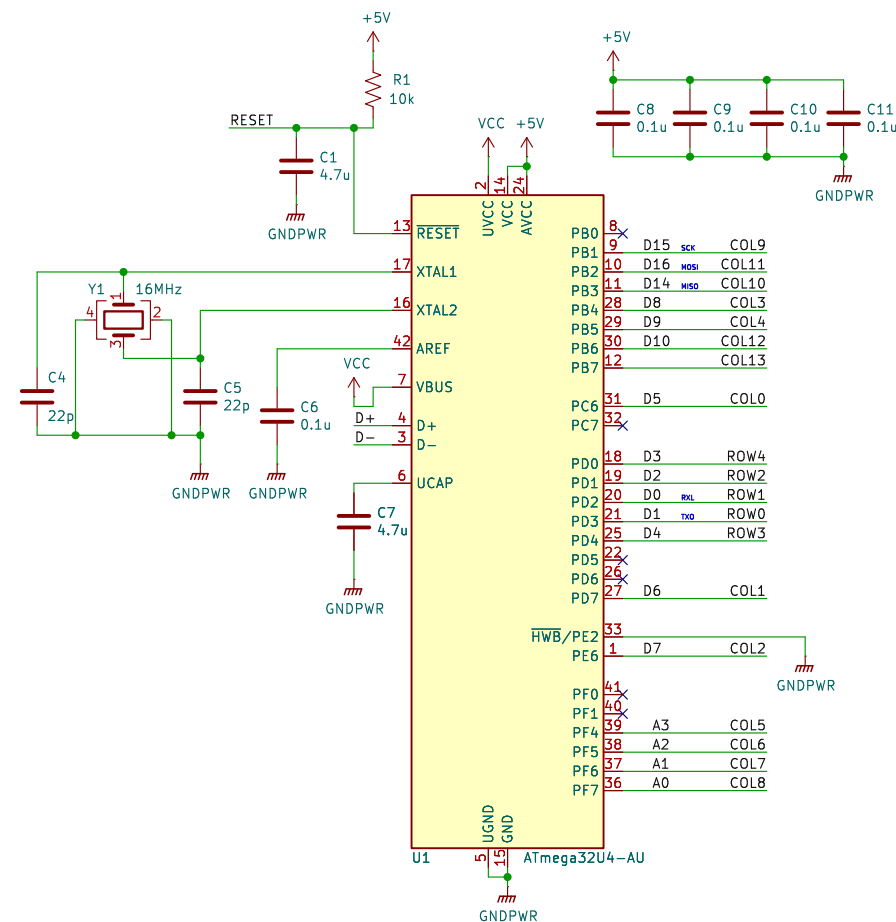 +5V
R1
10k
RESET
C1
4.7u
GNDPWR
+5V
C8
0.1u
C9
0.1u
C10
0.1u
C11
0.1u
GNDPWR
VCC
+5V
2
14
24
UVCC
VCC
AVCC
13 RESET
17 XTAL1
16 XTAL2
42 AREF
7 VBUS
4 D+
3 D-
6 UCAP
Y1
16MHz
1
4
2
3
C4
22p
C5
22p
GNDPWR
C6
0.1u
GNDPWR
VCC
D+
D-
C7
4.7u
GNDPWR
PB0 8
PB1 9 D15 SCK COL9
PB2 10 D16 MOSI COL11
PB3 11 D14 MISO COL10
PB4 28 D8 COL3
PB5 29 D9 COL4
PB6 30 D10 COL12
PB7 12 COL13
PC6 31 D5 COL0
PC7 32
PD0 18 D3 ROW4
PD1 19 D2 ROW2
PD2 20 D0 RXL ROW1
PD3 21 D1 TXO ROW0
PD4 25 D4 ROW3
PD5 22
PD6 26
PD7 27 D6 COL1
HWB/PE2 33
PE6 1 D7 COL2
GNDPWR
PF0 41
PF1 40
PF4 39 A3 COL5
PF5 38 A2 COL6
PF6 37 A1 COL7
PF7 36 A0 COL8
UGND
GND
5
15
U1
ATmega32U4-AU
GNDPWR